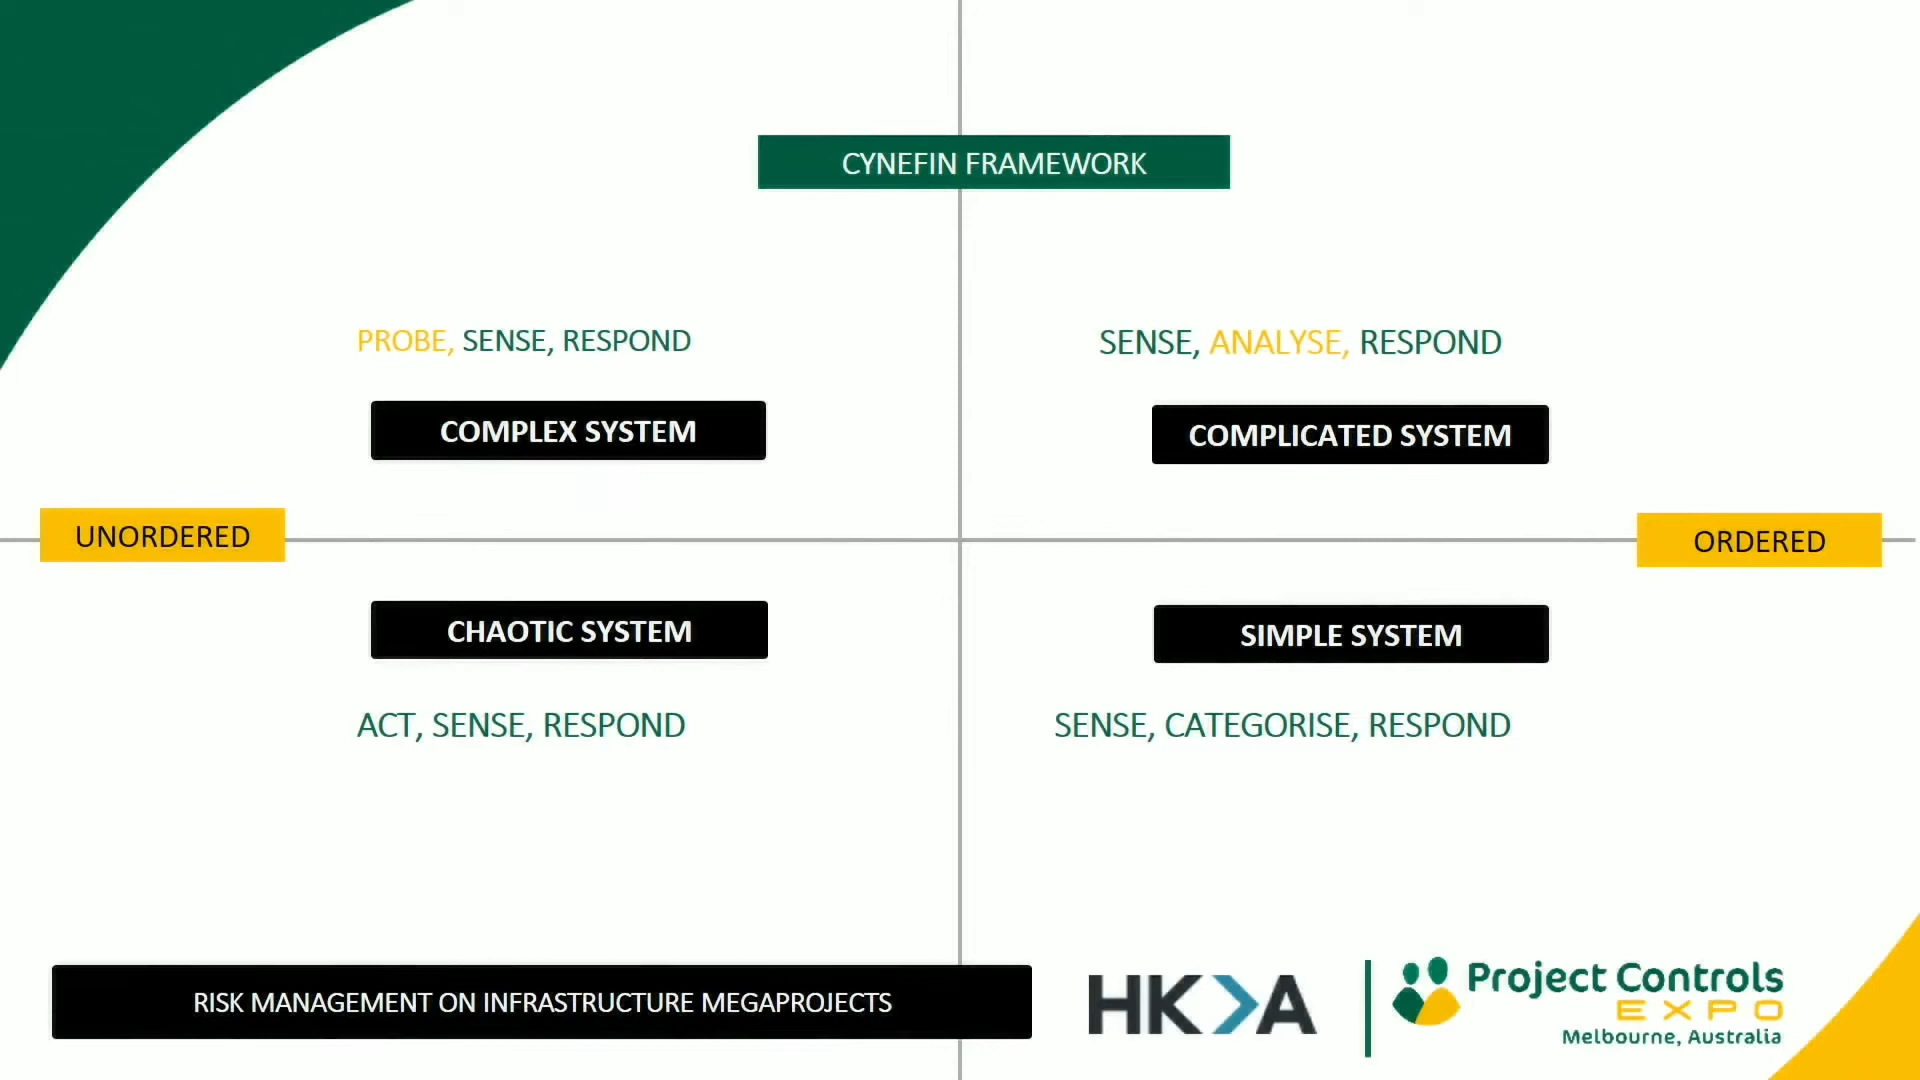 CYNEFIN FRAMEWORK
PROBE, SENSE, RESPOND
SENSE, ANALYSE, RESPOND
COMPLEX SYSTEM
COMPLICATED SYSTEM
UNORDERED
ORDERED
CHAOTIC SYSTEM
SIMPLE SYSTEM
ACT, SENSE, RESPOND
SENSE, CATEGORISE, RESPOND
RISK MANAGEMENT ON INFRASTRUCTURE MEGAPROJECTS
HKA
Project Controls
EXPO
Melbourne, Australia